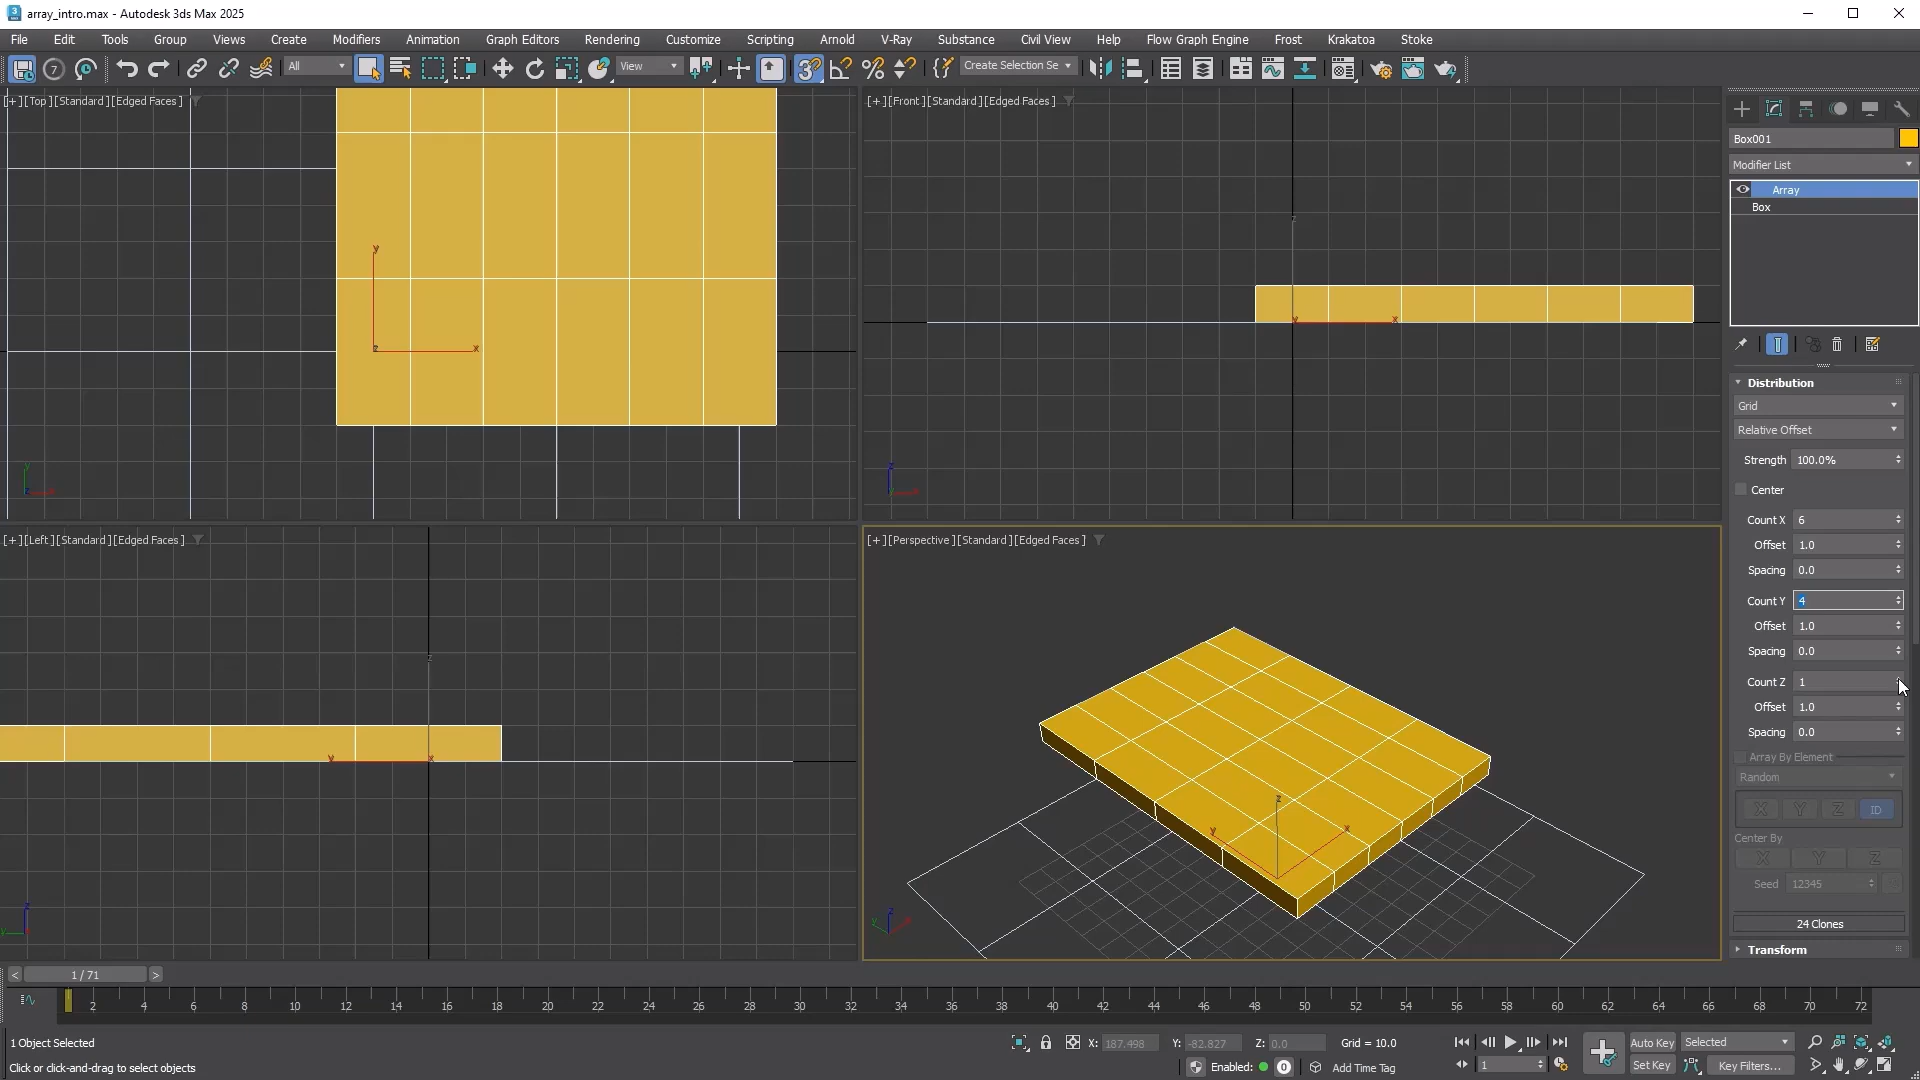 array_intro.max - Autodesk 3ds Max 2025
File Edit Tools Group Views Create Modifiers Animation Graph Editors Rendering Customize Scripting Arnold V-Ray Substance Civil View Help Flow Graph Engine Frost Krakatoa Stoke
7 All View Create Selection Se
[+][Top][Standard][Edged Faces]
[+][Front][Standard][Edged Faces]
y
z x
z
y x
[+][Left][Standard][Edged Faces]
[+][Perspective][Standard][Edged Faces]
z
y x
z
y x
Box001
Modifier List
Array
Box
Distribution
Grid
Relative Offset
Strength 100.0%
Center
Count X 6
Offset 1.0
Spacing 0.0
Count Y 4
Offset 1.0
Spacing 0.0
Count Z 1
Offset 1.0
Spacing 0.0
Array By Element
Random
X Y Z ID
Center By
X Y Z
Seed 12345
24 Clones
Transform
< 1 / 71 >
2 4 6 8 10 12 14 16 18 20 22 24 26 28 30 32 34 36 38 40 42 44 46 48 50 52 54 56 58 60 62 64 66 68 70 72
1 Object Selected
X: 187.498 Y: -82.827 Z: 0.0 Grid = 10.0
Auto Key Selected
Click or click-and-drag to select objects
Enabled: 0 Add Time Tag
1
Set Key Key Filters...